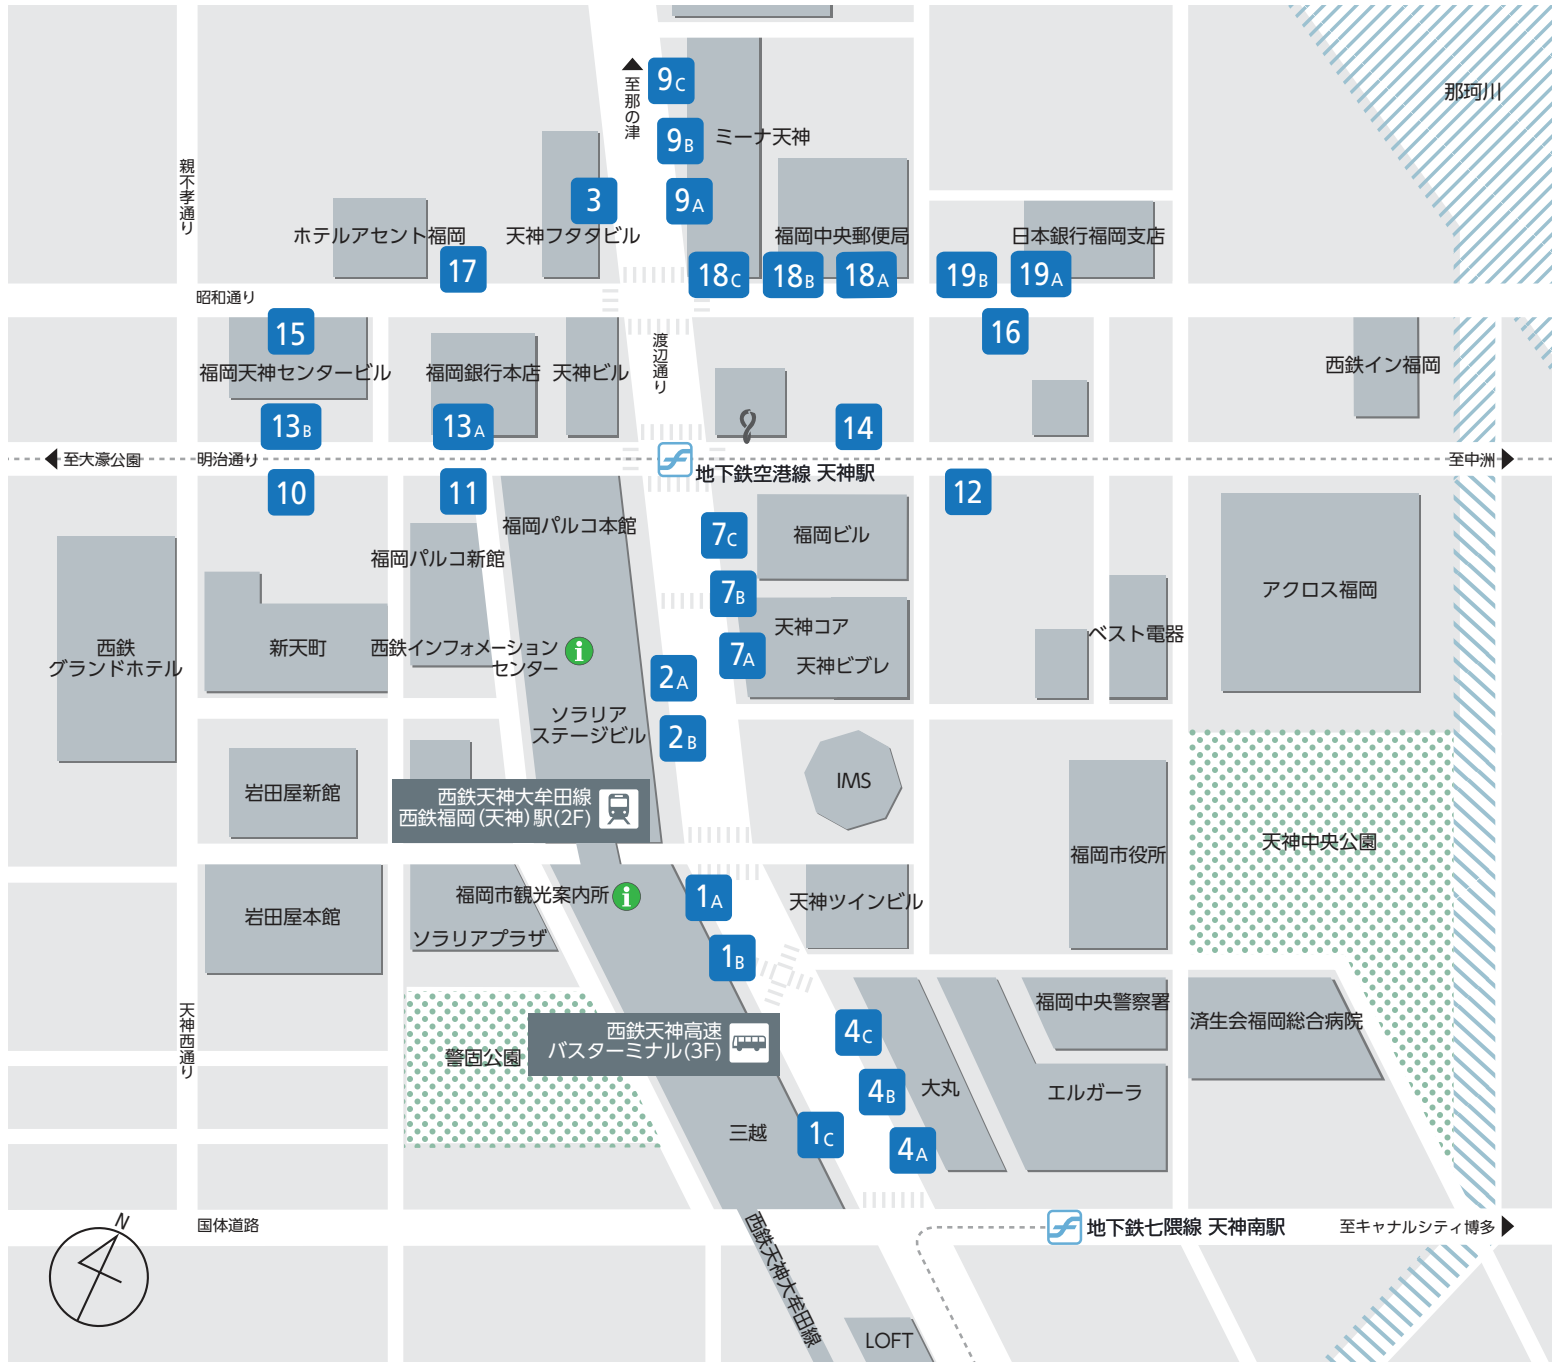 那珂川
至那の津
9C
9B
ミーナ天神
親不孝通り
3
9A
ホテルアセント福岡
天神フタタビル
福岡中央郵便局
日本銀行福岡支店
17
18C
18B
18A
19B
19A
昭和通り
15
16
渡辺通り
福岡天神センタービル
福岡銀行本店
天神ビル
西鉄イン福岡
13B
13A
14
至大濠公園
明治通り
地下鉄空港線 天神駅
至中洲
10
11
12
福岡パルコ本館
7C
福岡ビル
福岡パルコ新館
アクロス福岡
7B
天神コア
ベスト電器
西鉄
グランドホテル
新天町
西鉄インフォメーション
センター
7A
天神ビブレ
2A
ソラリア
ステージビル
2B
岩田屋新館
IMS
西鉄天神大牟田線
西鉄福岡(天神)駅(2F)
天神中央公園
福岡市役所
福岡市観光案内所
1A
天神ツインビル
岩田屋本館
ソラリアプラザ
1B
天神西通り
福岡中央警察署
済生会福岡総合病院
西鉄天神高速
バスターミナル(3F)
4C
警固公園
4B
大丸
エルガーラ
三越
1C
4A
N
国体道路
西鉄天神大牟田線
地下鉄七隈線 天神南駅
至キャナルシティ博多
LOFT